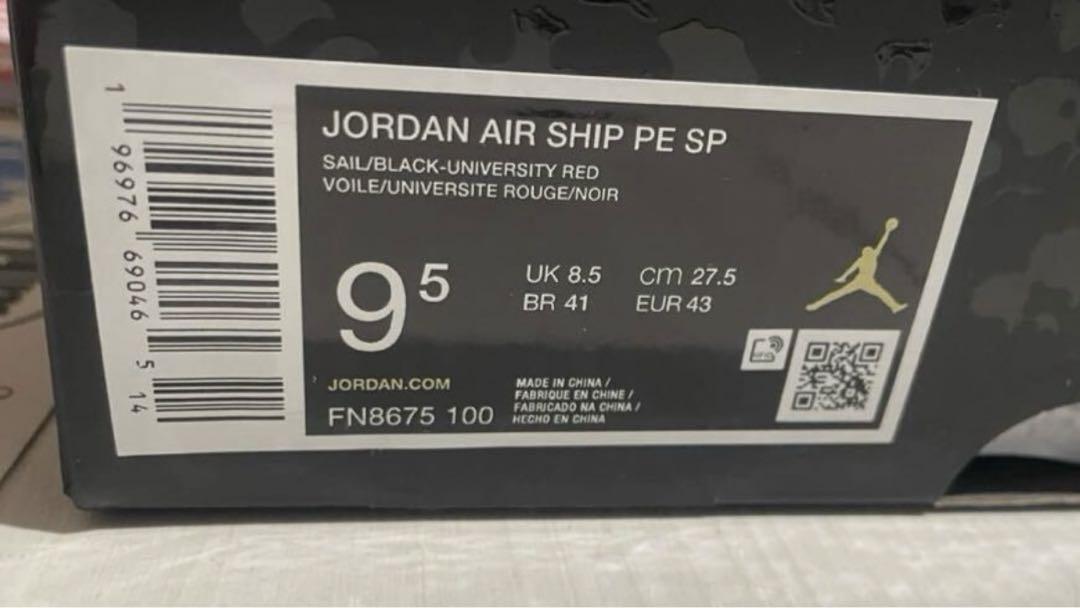 JORDAN AIR SHIP PE SP
SAIL/BLACK-UNIVERSITY RED
VOILE/UNIVERSITE ROUGE/NOIR
9 5
UK 8.5 cm 27.5
BR 41 EUR 43
JORDAN.COM
FN8675 100
MADE IN CHINA /
FABRIQUE EN CHINE /
FABRICADO NA CHINA /
HECHO EN CHINA
1 96976 69046 5 14